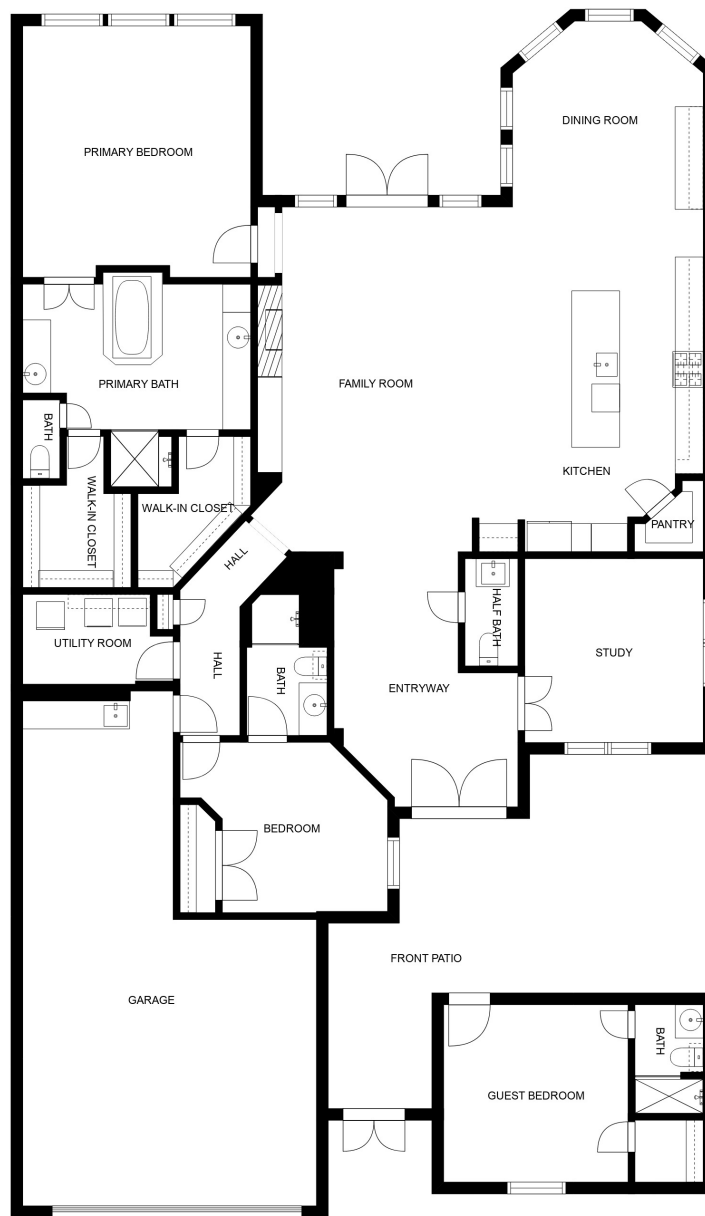 DINING ROOM
PRIMARY BEDROOM
FAMILY ROOM
PRIMARY BATH
BATH
KITCHEN
WALK-IN CLOSET
WALK-IN CLOSET
PANTRY
HALL
HALF BATH
UTILITY ROOM
STUDY
HALL
BATH
ENTRYWAY
BEDROOM
FRONT PATIO
GARAGE
BATH
GUEST BEDROOM